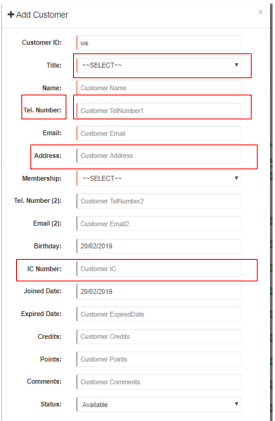 + Add Customer ×
Customer ID: ws
Title: ~~SELECT~~
Name: Customer Name
Tel. Number: Customer TelNumber1
Email: Customer Email
Address: Customer Address
Membership: ~~SELECT~~
Tel. Number (2): Customer TelNumber2
Email (2): Customer Email2
Birthday: 28/02/2019
IC Number: Customer IC
Joined Date: 28/02/2019
Expired Date: Customer ExpiredDate
Credits: Customer Credits
Points: Customer Points
Comments: Customer Comments
Status: Available